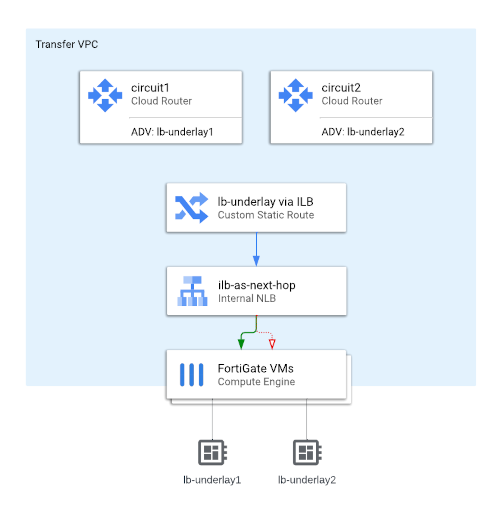 Transfer VPC
circuit1
Cloud Router
ADV: lb-underlay1
circuit2
Cloud Router
ADV: lb-underlay2
lb-underlay via ILB
Custom Static Route
ilb-as-next-hop
Internal NLB
FortiGate VMs
Compute Engine
lb-underlay1
lb-underlay2